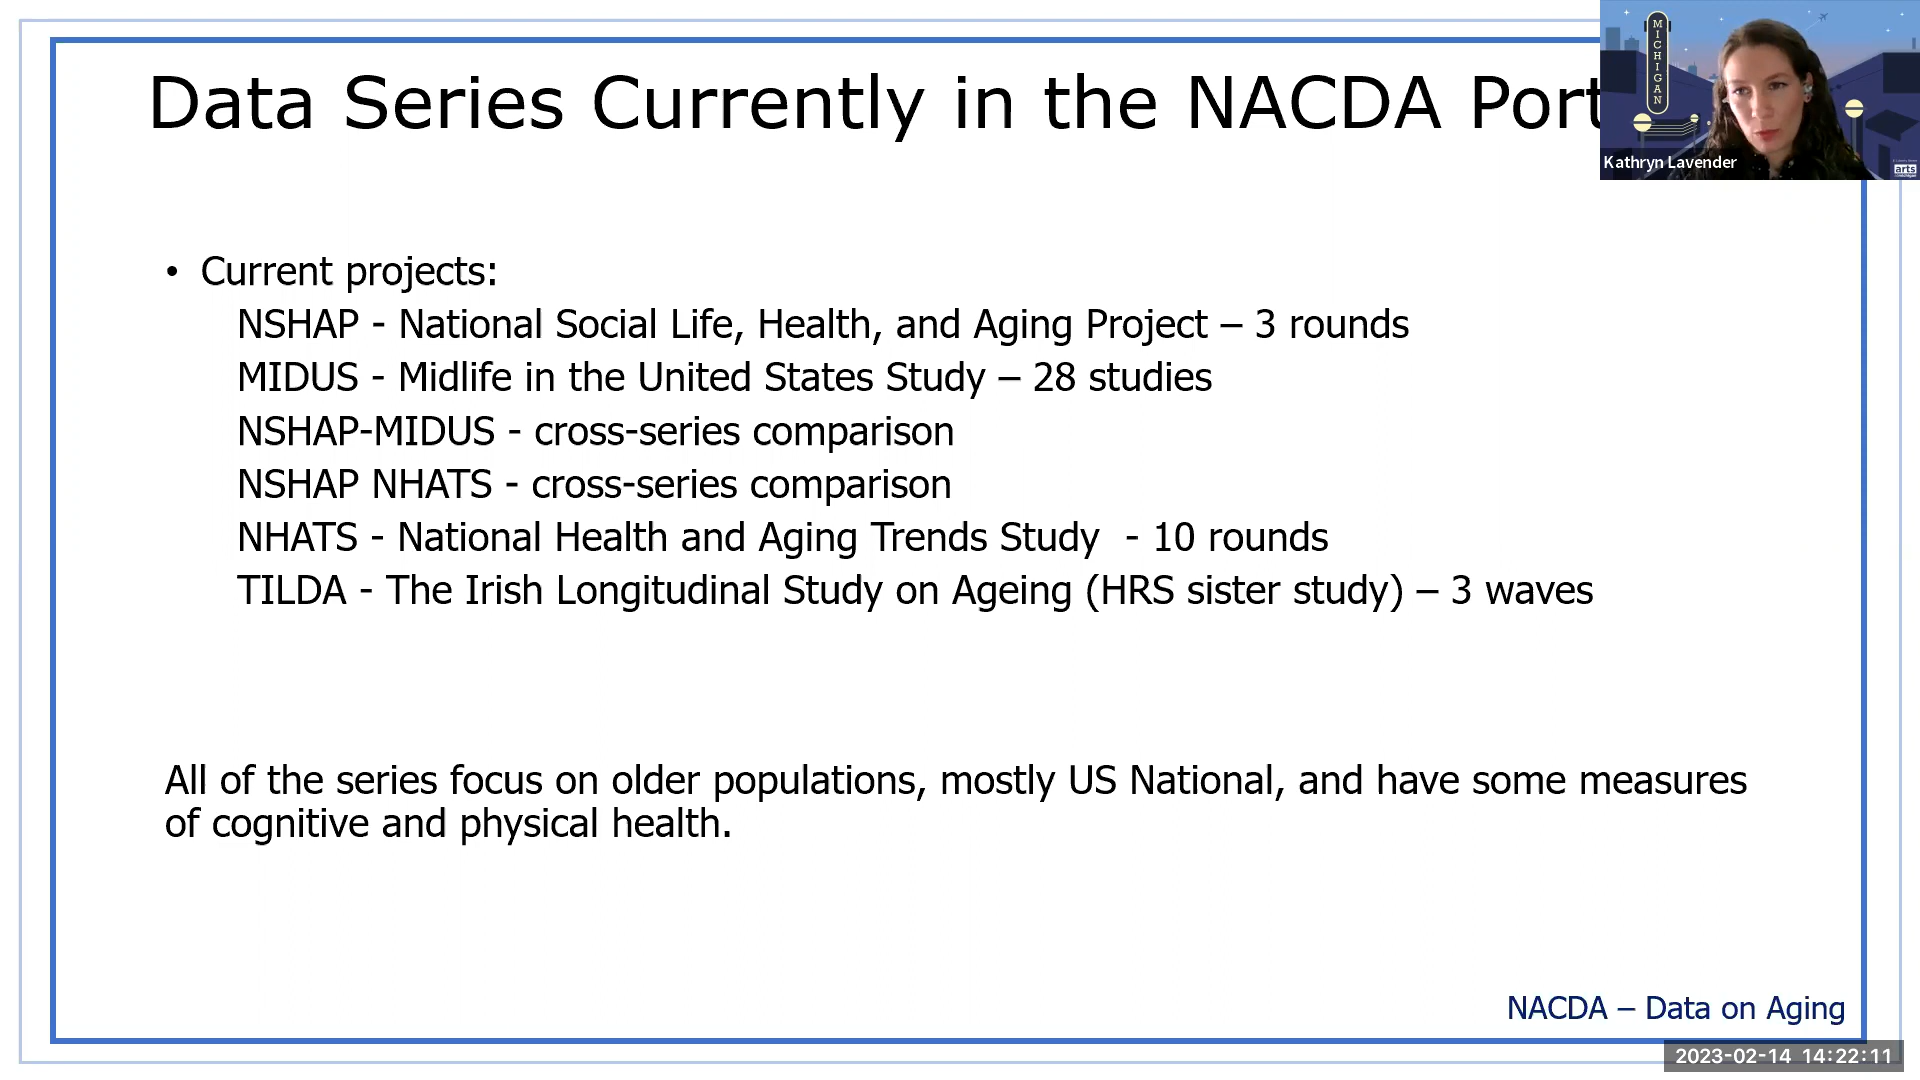 Data Series Currently in the NACDA Port
MICHIGAN
Kathryn Lavender
arts
• Current projects:
NSHAP - National Social Life, Health, and Aging Project – 3 rounds
MIDUS - Midlife in the United States Study – 28 studies
NSHAP-MIDUS - cross-series comparison
NSHAP NHATS - cross-series comparison
NHATS - National Health and Aging Trends Study  - 10 rounds
TILDA - The Irish Longitudinal Study on Ageing (HRS sister study) – 3 waves
All of the series focus on older populations, mostly US National, and have some measures
of cognitive and physical health.
NACDA – Data on Aging
2023-02-14 14:22:11